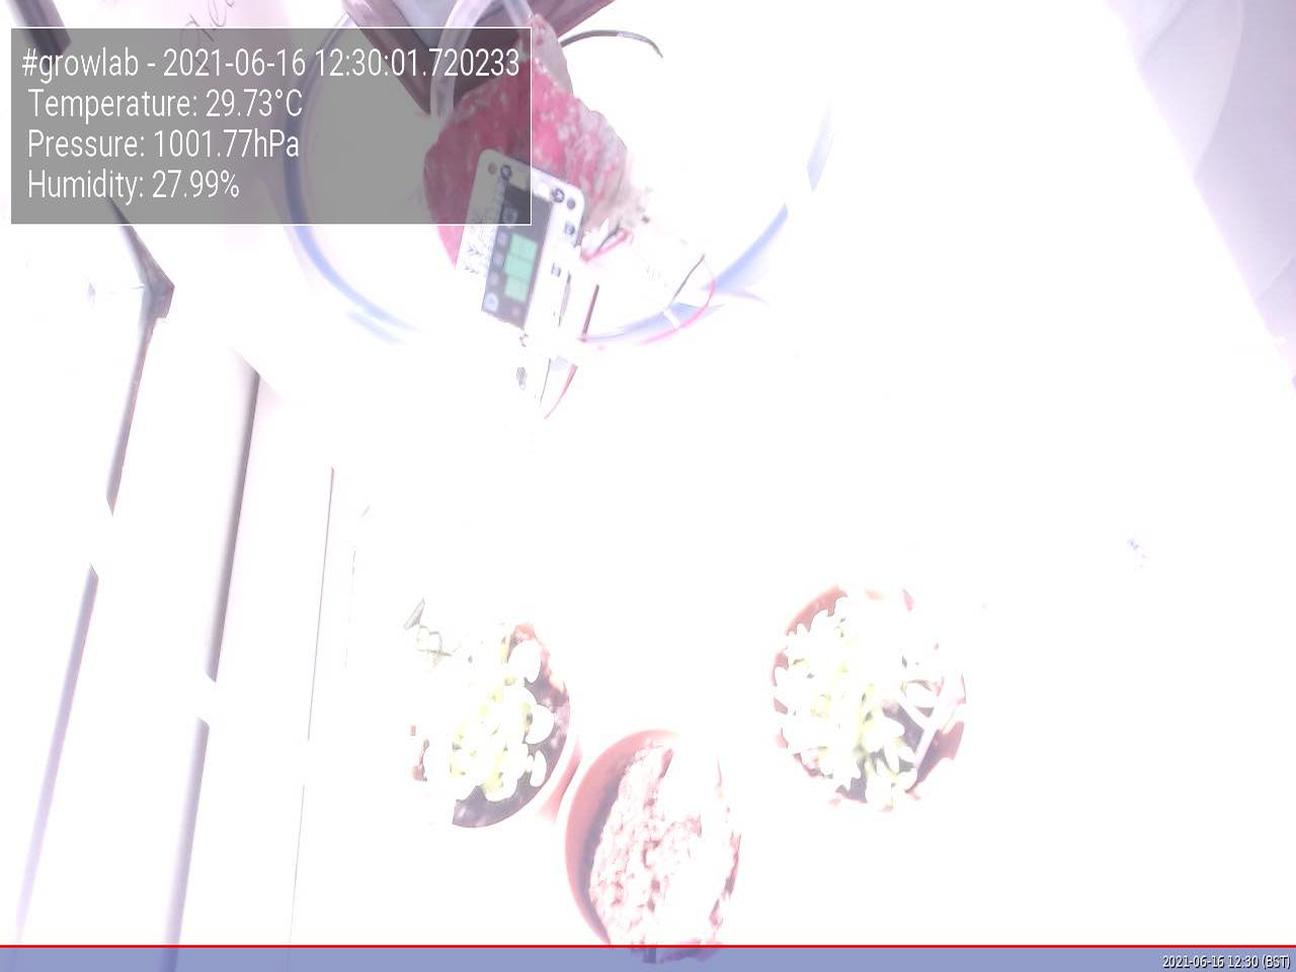 #growlab - 2021-06-16 12:30:01.720233
Temperature: 29.73°C
Pressure: 1001.77hPa
Humidity: 27.99%
2021-06-16 12:30 (BST)